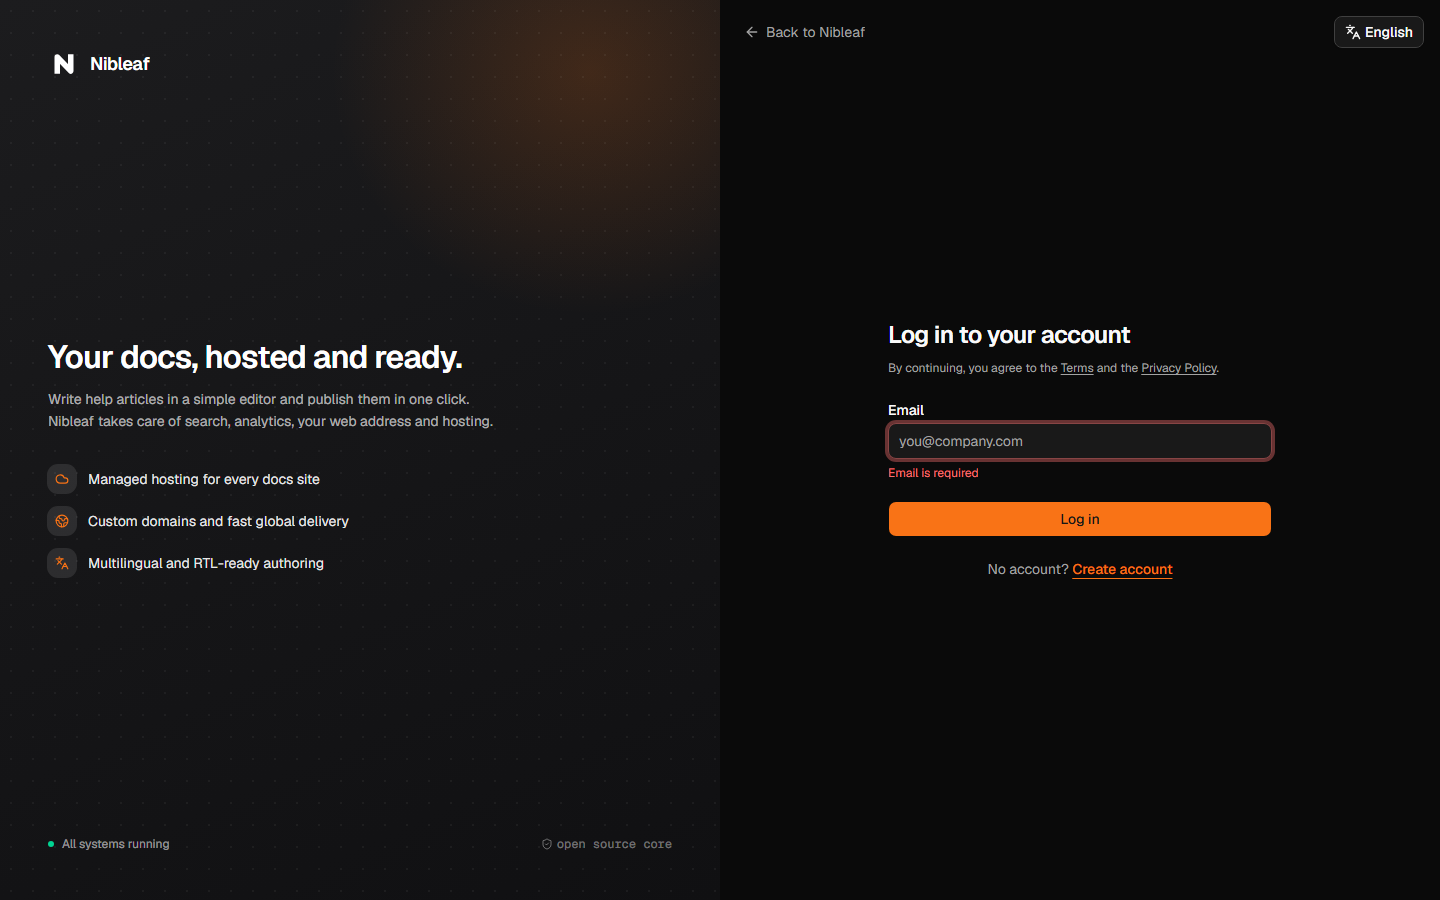 Nibleaf
Your docs, hosted and ready.
Write help articles in a simple editor and publish them in one click.
Nibleaf takes care of search, analytics, your web address and hosting.
Managed hosting for every docs site
Custom domains and fast global delivery
Multilingual and RTL-ready authoring
All systems running
open source core
Back to Nibleaf
English
Log in to your account
By continuing, you agree to the Terms and the Privacy Policy.
Email
you@company.com
Email is required
Log in
No account? Create account